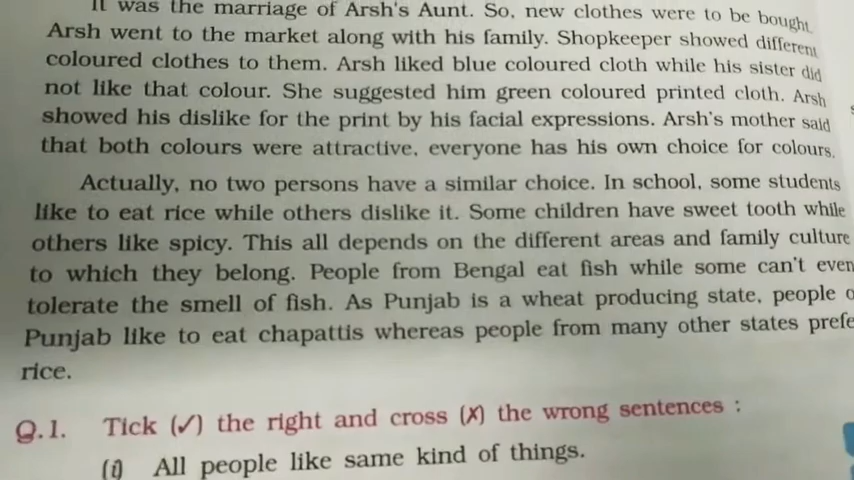 It was the marriage of Arsh's Aunt. So, new clothes were to be bought.
Arsh went to the market along with his family. Shopkeeper showed different
coloured clothes to them. Arsh liked blue coloured cloth while his sister did
not like that colour. She suggested him green coloured printed cloth. Arsh
showed his dislike for the print by his facial expressions. Arsh's mother said
that both colours were attractive, everyone has his own choice for colours.
Actually, no two persons have a similar choice. In school, some students
like to eat rice while others dislike it. Some children have sweet tooth while
others like spicy. This all depends on the different areas and family culture
to which they belong. People from Bengal eat fish while some can't even
tolerate the smell of fish. As Punjab is a wheat producing state, people o
Punjab like to eat chapattis whereas people from many other states prefe
rice.
Q.1. Tick (✓) the right and cross (✗) the wrong sentences :
(i) All people like same kind of things.